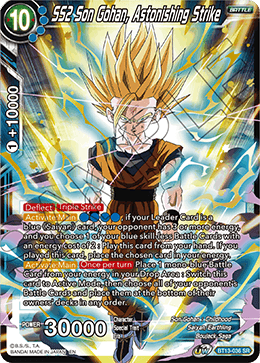 10
SS2 Son Gohan, Astonishing Strike
BATTLE
+10000
Deflect Triple Strike
Activate Main : if your Leader Card is a
blue ‹Saiyan› card, your opponent has 3 or more energy,
and you choose 1 of your blue skill-less Battle Cards with
an energy cost of 2 : Play this card from your hand. If you
played this card, place the chosen card in your energy.
Activate Main Once per turn Place 1 mono-blue Battle
Card from your energy in your Drop Area : Switch this
card to Active Mode, then choose all of your opponent's
Battle Cards and place them at the bottom of their
owners' decks in any order.
©B.S./S., T.A.
BANDAI MADE IN JAPAN EN
POWER 30000
Character Son Gohan : Childhood
Special Trait Saiyan, Earthling
Boujack Saga
BT13-036 SR